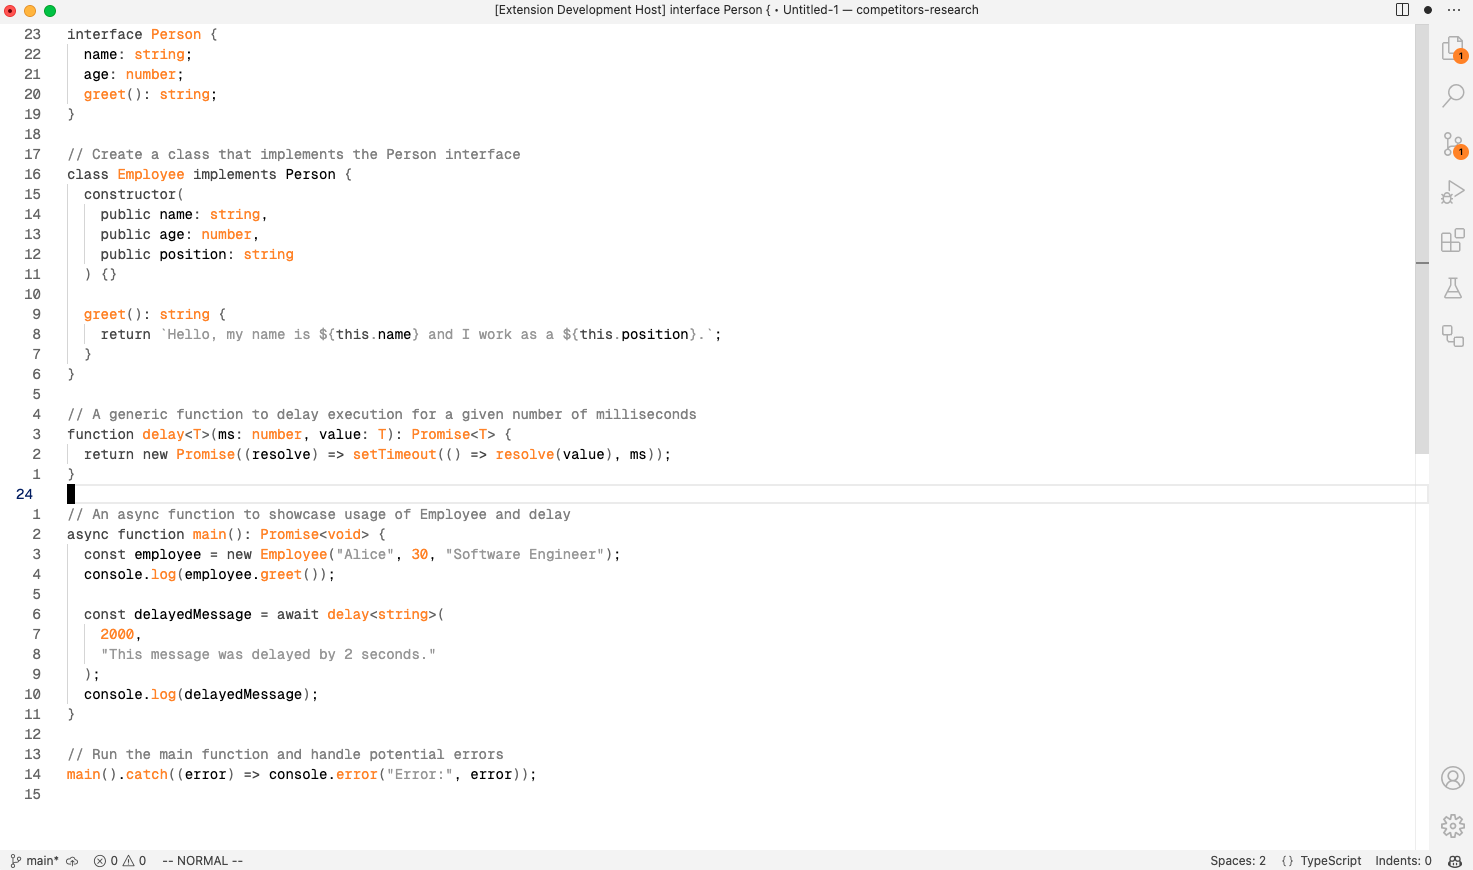 [Extension Development Host] interface Person { • Untitled-1 — competitors-research
23 interface Person {
22   name: string;
21   age: number;
20   greet(): string;
19 }
18
17 // Create a class that implements the Person interface
16 class Employee implements Person {
15   constructor(
14     public name: string,
13     public age: number,
12     public position: string
11   ) {}
10
9   greet(): string {
8     return `Hello, my name is ${this.name} and I work as a ${this.position}.`;
7   }
6 }
5
4 // A generic function to delay execution for a given number of milliseconds
3 function delay<T>(ms: number, value: T): Promise<T> {
2   return new Promise((resolve) => setTimeout(() => resolve(value), ms));
1 }
24
1 // An async function to showcase usage of Employee and delay
2 async function main(): Promise<void> {
3   const employee = new Employee("Alice", 30, "Software Engineer");
4   console.log(employee.greet());
5
6   const delayedMessage = await delay<string>(
7     2000,
8     "This message was delayed by 2 seconds."
9   );
10   console.log(delayedMessage);
11 }
12
13 // Run the main function and handle potential errors
14 main().catch((error) => console.error("Error:", error));
15
1
1
main* 0 0 -- NORMAL -- Spaces: 2 {} TypeScript Indents: 0